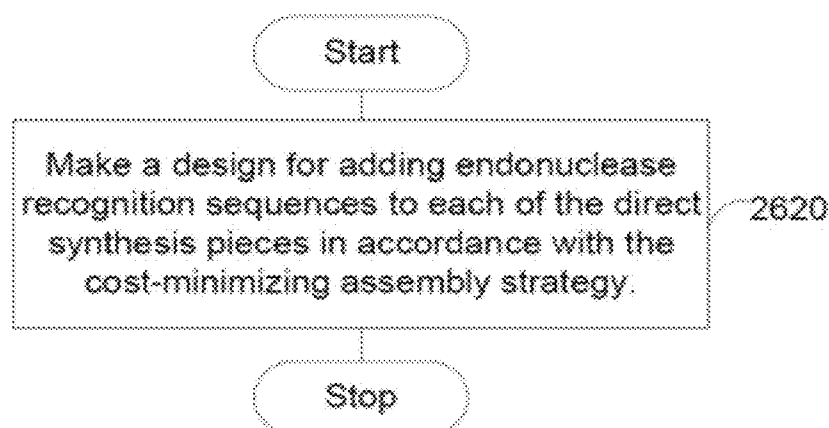 Start
Make a design for adding endonuclease
recognition sequences to each of the direct
synthesis pieces in accordance with the
cost-minimizing assembly strategy.
2620
Stop